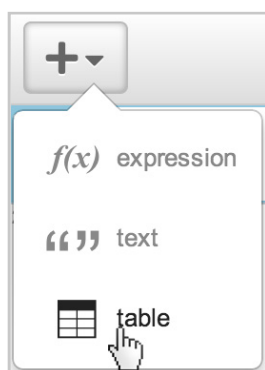 f(x) expression
“ ” text
table